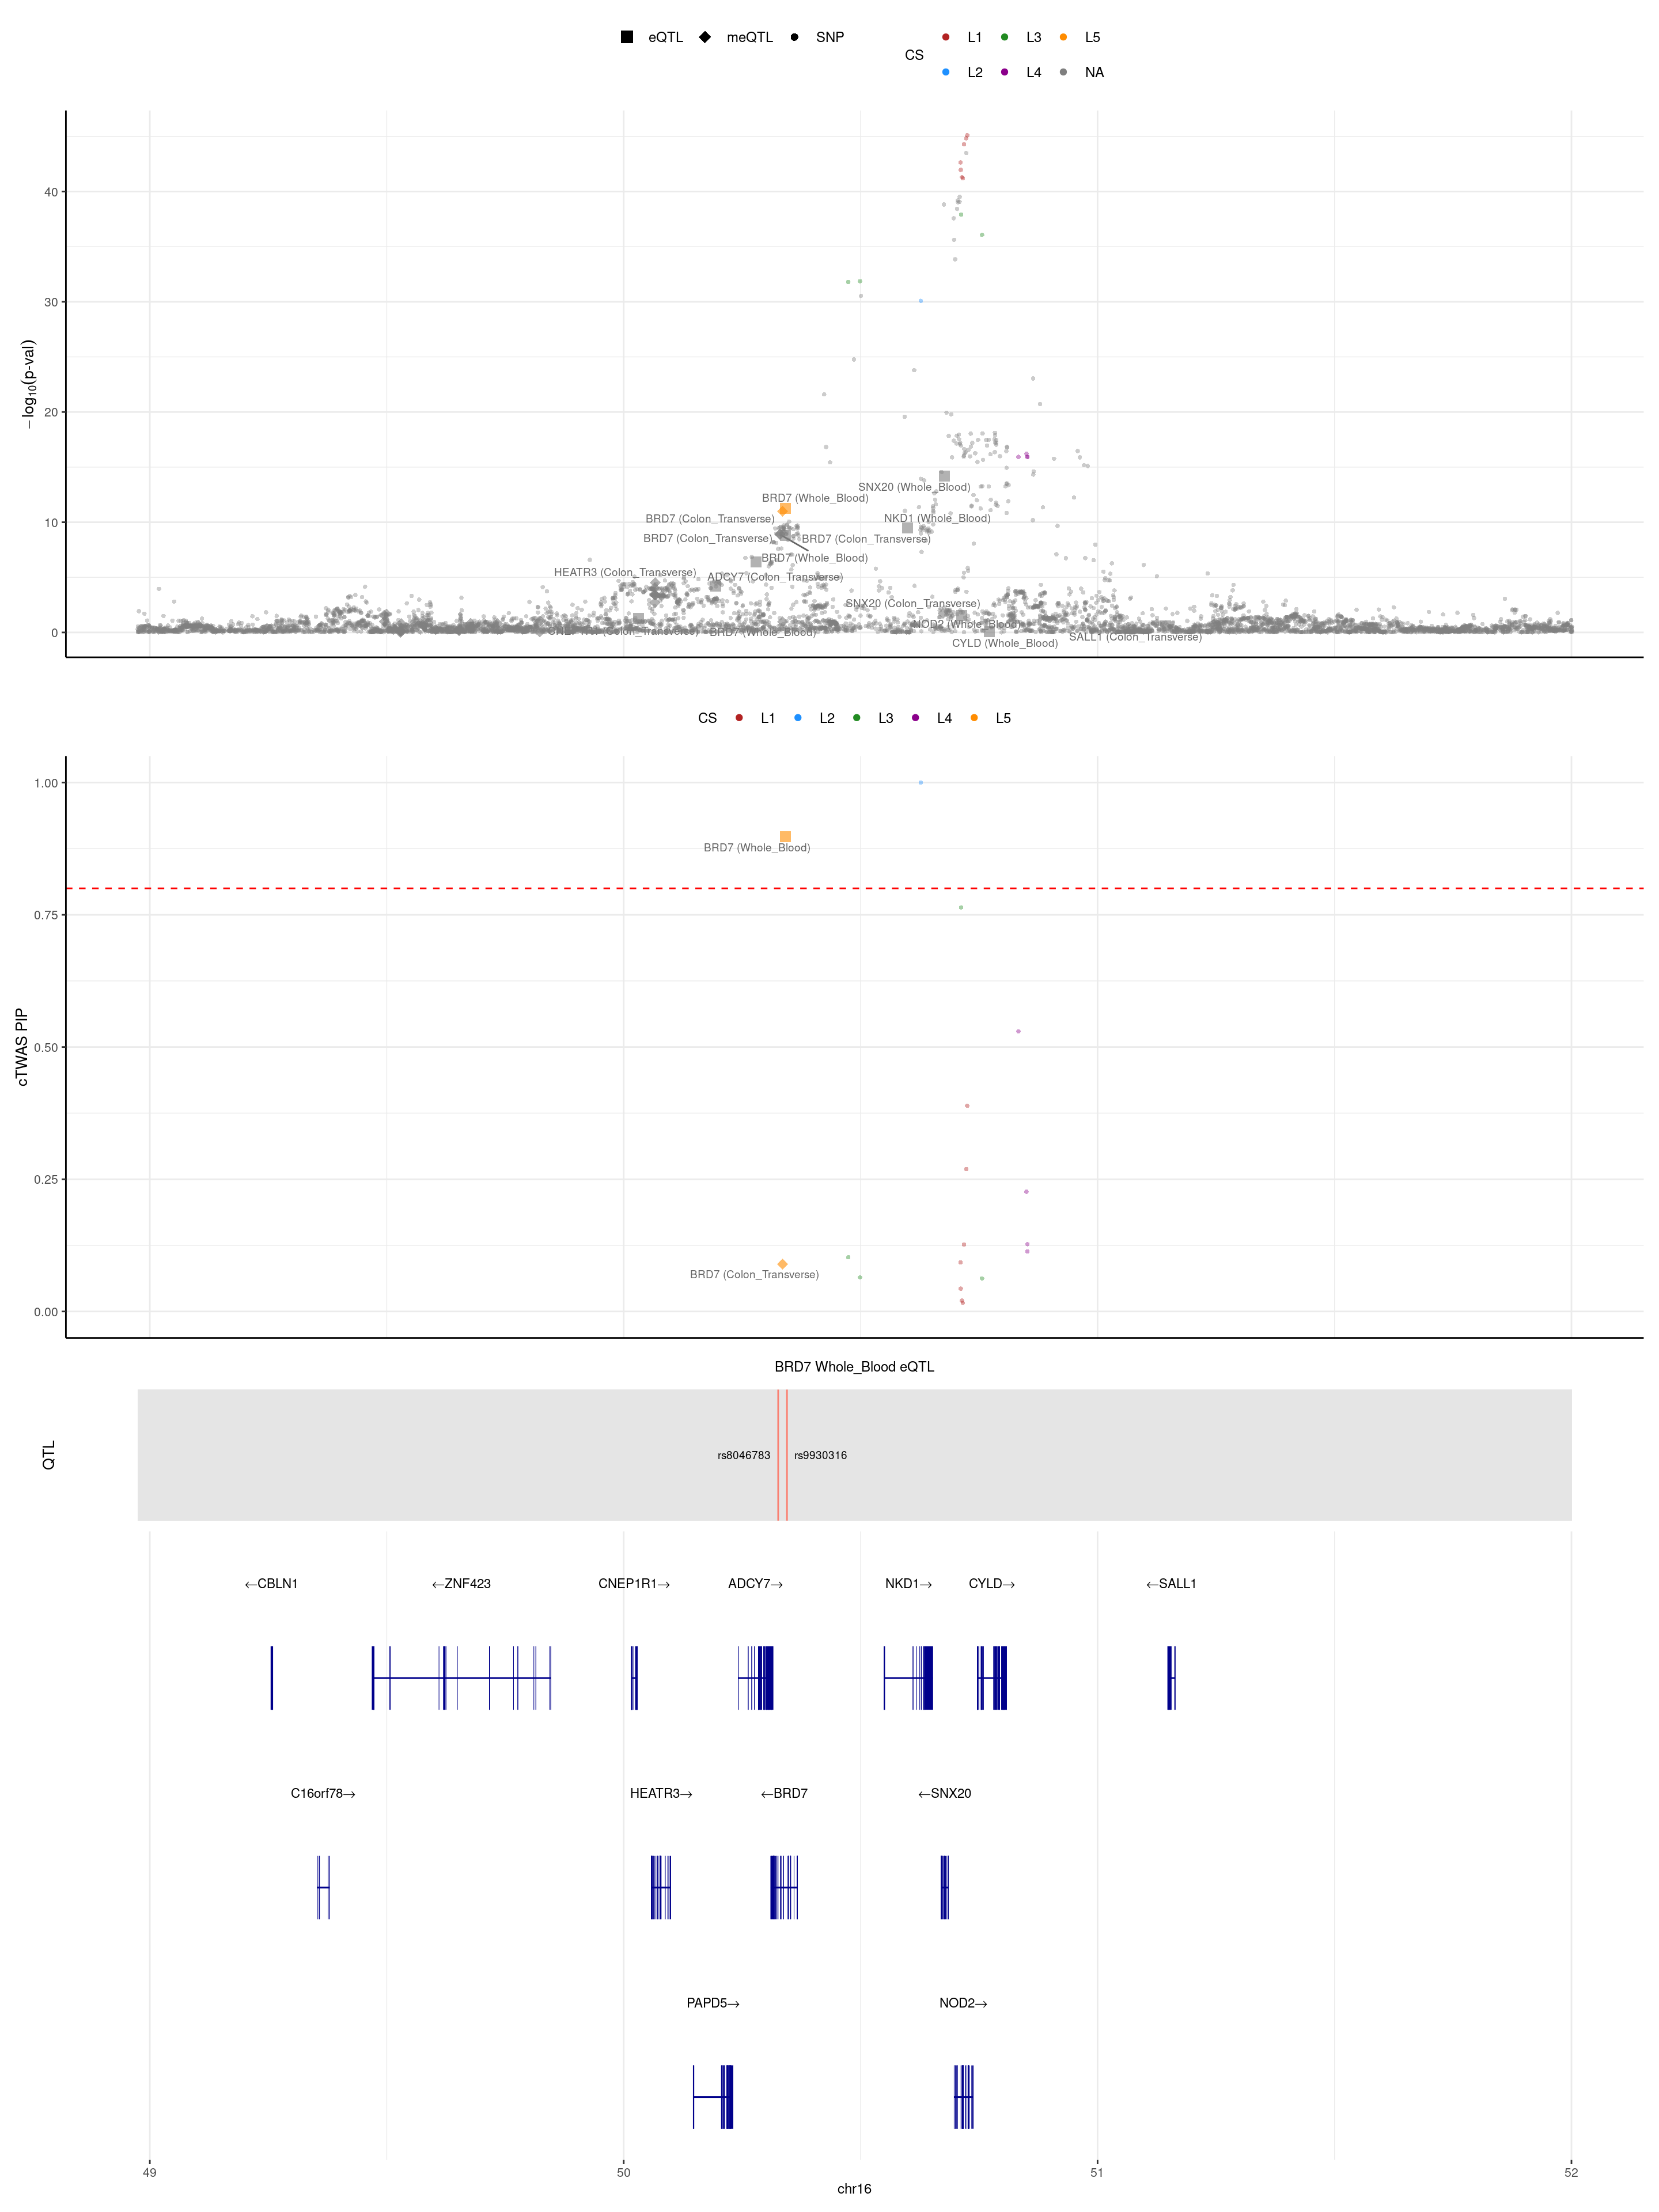 eQTL meQTL SNP
CS
L1 L3 L5
L2 L4 NA
−log10(p-val)
40
30
20
10
0
SNX20 (Whole_Blood)
BRD7 (Whole_Blood)
BRD7 (Colon_Transverse)
NKD1 (Whole_Blood)
BRD7 (Colon_Transverse)
BRD7 (Colon_Transverse)
BRD7 (Whole_Blood)
HEATR3 (Colon_Transverse)
ADCY7 (Colon_Transverse)
SNX20 (Colon_Transverse)
NOD2 (Whole_Blood)
(Colon_Transverse)
BRD7 (Whole_Blood)
SALL1 (Colon_Transverse)
CYLD (Whole_Blood)
CS L1 L2 L3 L4 L5
cTWAS PIP
1.00
0.75
0.50
0.25
0.00
BRD7 (Whole_Blood)
BRD7 (Colon_Transverse)
BRD7 Whole_Blood eQTL
QTL
rs8046783 rs9930316
←CBLN1 ←ZNF423 CNEP1R1→ ADCY7→ NKD1→ CYLD→ ←SALL1
C16orf78→ HEATR3→ ←BRD7 ←SNX20
PAPD5→ NOD2→
49 50 51 52
chr16